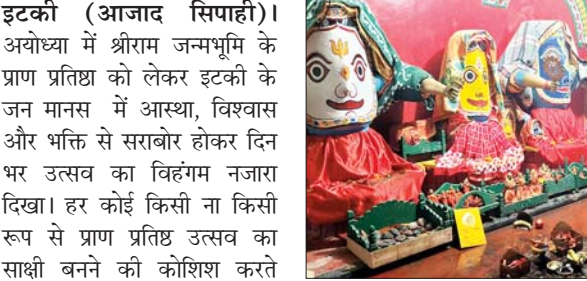 इटकी (आजाद सिपाही)।
अयोध्या में श्रीराम जन्मभूमि के
प्राण प्रतिष्ठा को लेकर इटकी के
जन मानस में आस्था, विश्वास
और भक्ति से सराबोर होकर दिन
भर उत्सव का विहंगम नजारा
दिखा। हर कोई किसी ना किसी
रूप से प्राण प्रतिष्ठ उत्सव का
साक्षी बनने की कोशिश करते